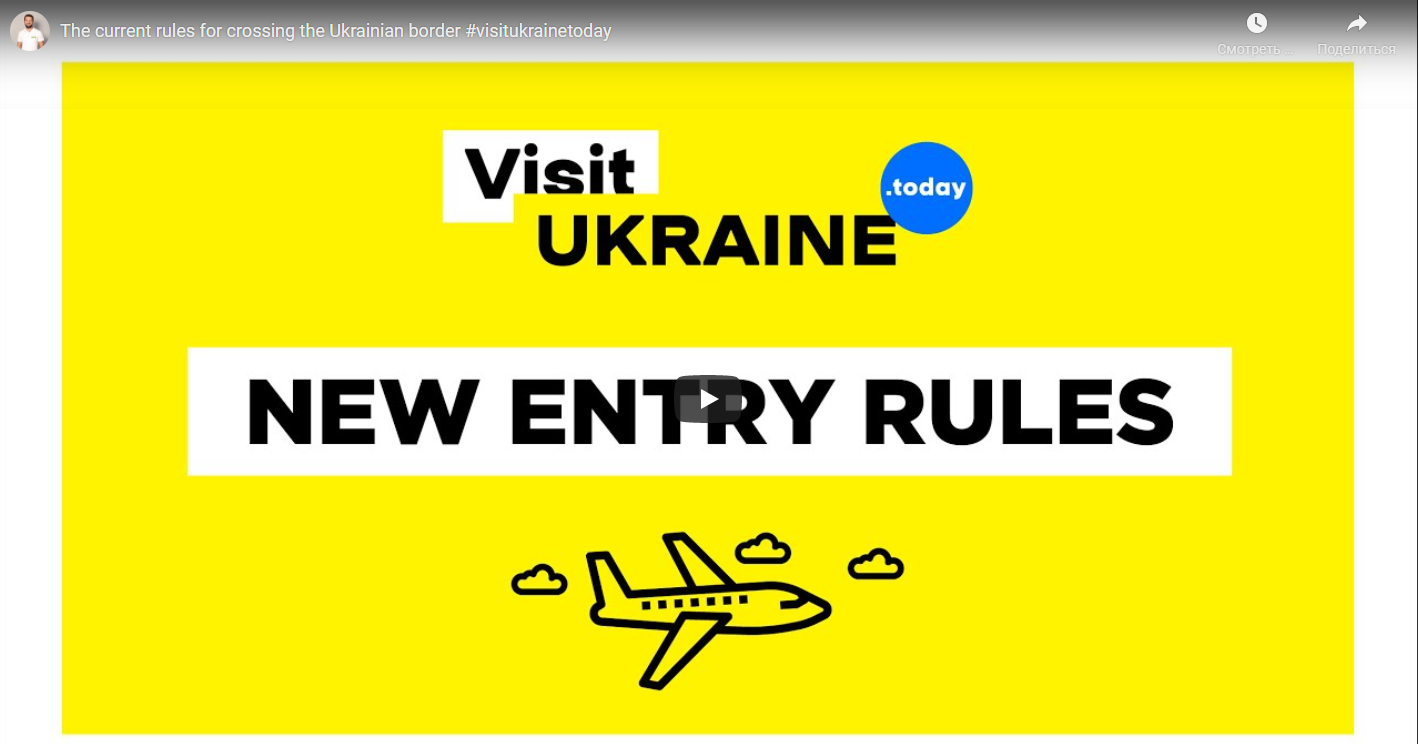 The current rules for crossing the Ukrainian border #visitukrainetoday
Смотреть ...
Поделиться
Visit
.today
UKRAINE
NEW ENTRY RULES